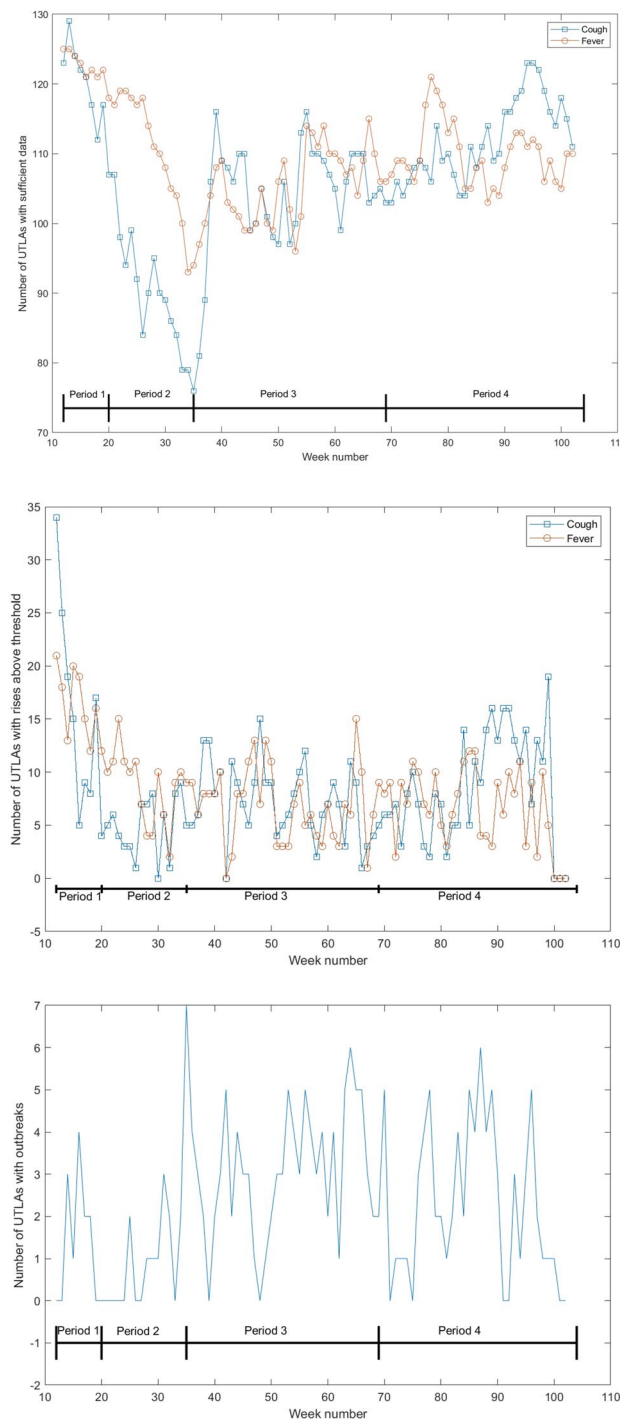 Number of UTLAs with sufficient data
130
120
110
100
90
80
70
Cough
Fever
Period 1 Period 2 Period 3 Period 4
10 20 30 40 50 60 70 80 90 100 11
Week number
Number of UTLAs with rises above threshold
35
30
25
20
15
10
5
0
-5
Cough
Fever
Period 1 Period 2 Period 3 Period 4
10 20 30 40 50 60 70 80 90 100 110
Week number
Number of UTLAs with outbreaks
7
6
5
4
3
2
1
0
-1
-2
Period 1 Period 2 Period 3 Period 4
10 20 30 40 50 60 70 80 90 100 110
Week number